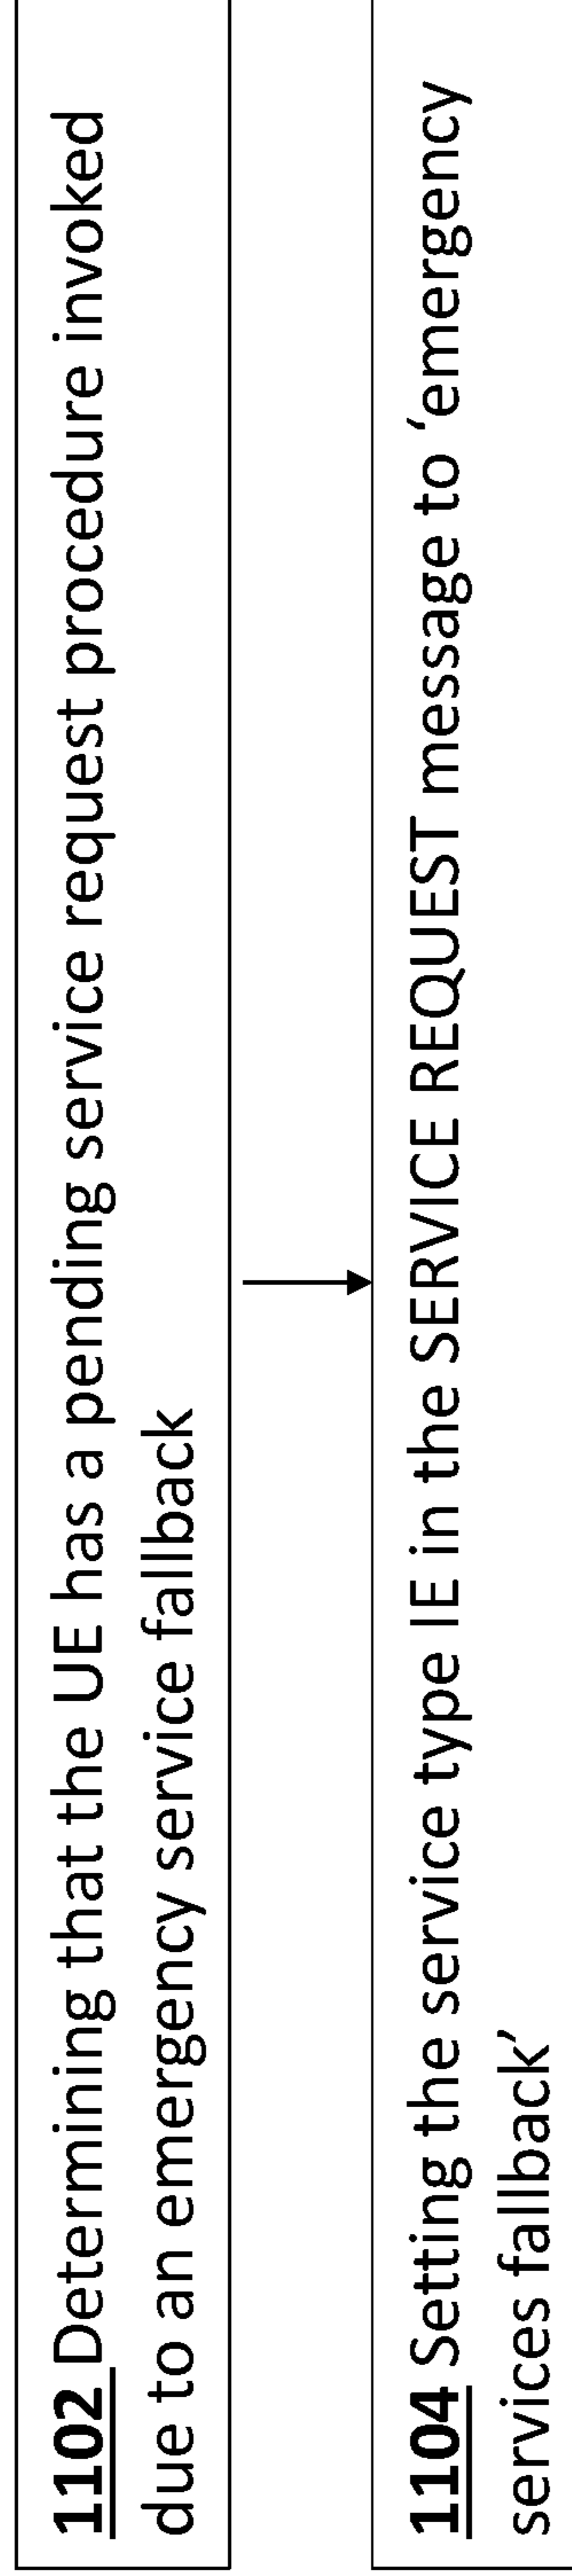 1102 Determining that the UE has a pending service request procedure invoked
due to an emergency service fallback
1104 Setting the service type IE in the SERVICE REQUEST message to ‘emergency
services fallback’